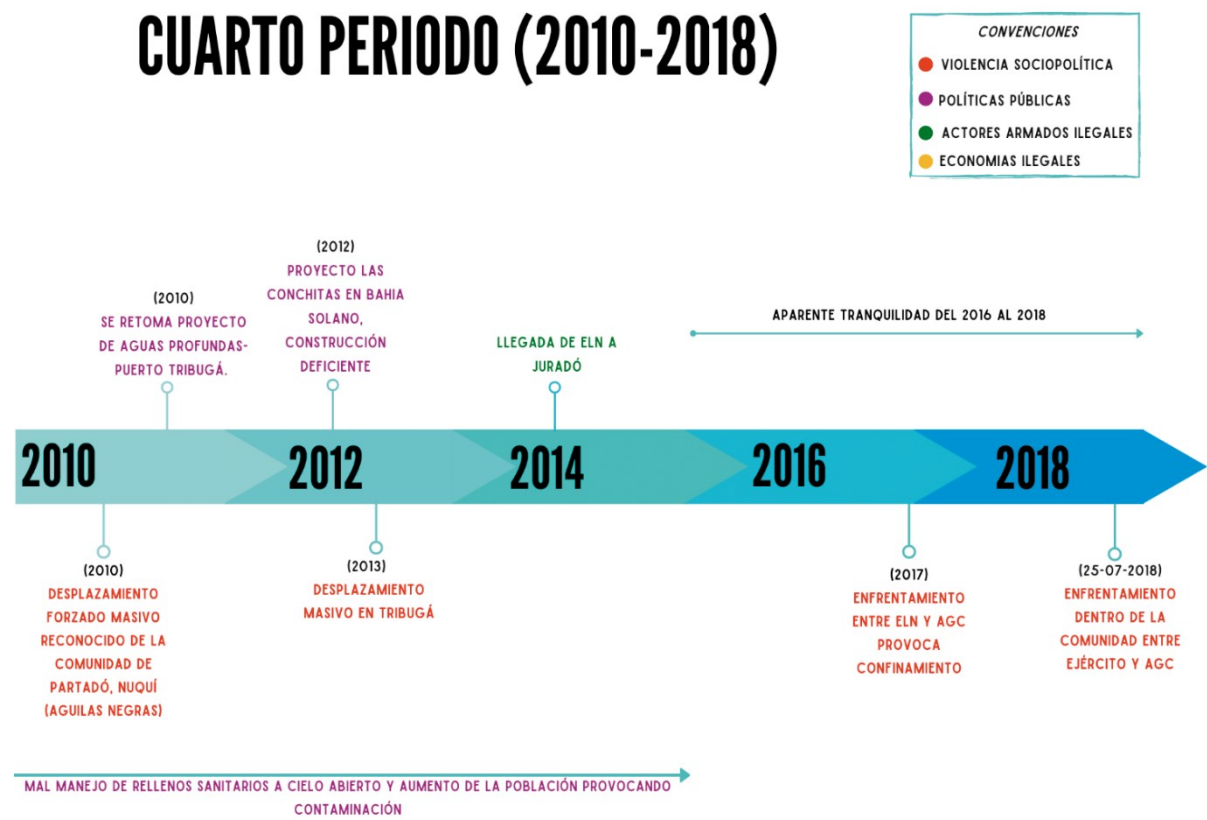 CUARTO PERIODO (2010-2018)
CONVENCIONES
VIOLENCIA SOCIOPOLÍTICA
POLÍTICAS PÚBLICAS
ACTORES ARMADOS ILEGALES
ECONOMIAS ILEGALES
(2010)
SE RETOMA PROYECTO
DE AGUAS PROFUNDAS-
PUERTO TRIBUGÁ.
(2012)
PROYECTO LAS
CONCHITAS EN BAHIA
SOLANO,
CONSTRUCCIÓN
DEFICIENTE
LLEGADA DE ELN A
JURADÓ
APARENTE TRANQUILIDAD DEL 2016 AL 2018
2010
2012
2014
2016
2018
(2010)
DESPLAZAMIENTO
FORZADO MASIVO
RECONOCIDO DE LA
COMUNIDAD DE
PARTADÓ, NUQUÍ
(AGUILAS NEGRAS)
(2013)
DESPLAZAMIENTO
MASIVO EN TRIBUGÁ
(2017)
ENFRENTAMIENTO
ENTRE ELN Y AGC
PROVOCA
CONFINAMIENTO
(25-07-2018)
ENFRENTAMIENTO
DENTRO DE LA
COMUNIDAD ENTRE
EJÉRCITO Y AGC
MAL MANEJO DE RELLENOS SANITARIOS A CIELO ABIERTO Y AUMENTO DE LA POBLACIÓN PROVOCANDO
CONTAMINACIÓN